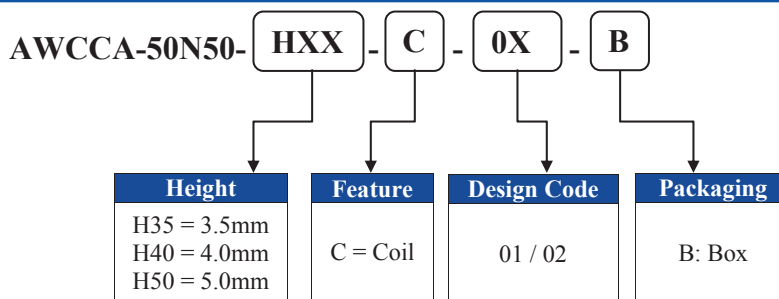 AWCCA-50N50- HXX - C - 0X - B
Height Feature Design Code Packaging
H35 = 3.5mm
H40 = 4.0mm C = Coil 01 / 02 B: Box
H50 = 5.0mm